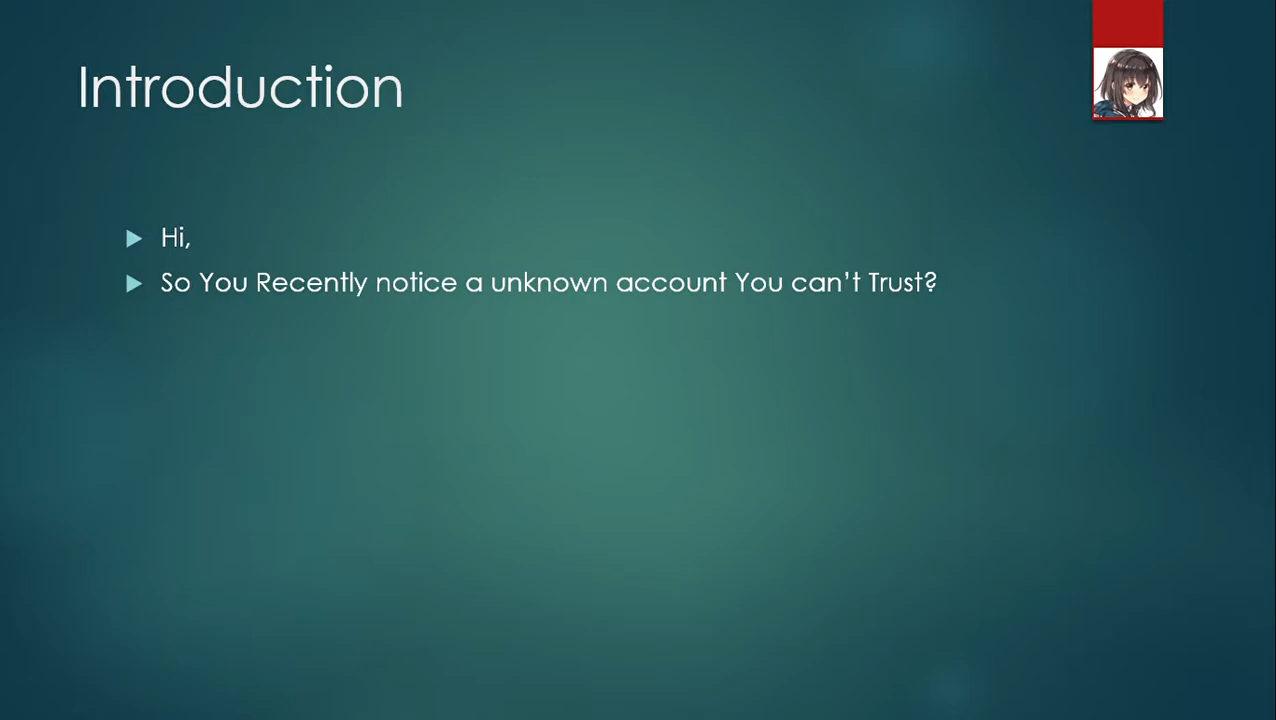 Introduction
Hi,
So You Recently notice a unknown account You can’t Trust?